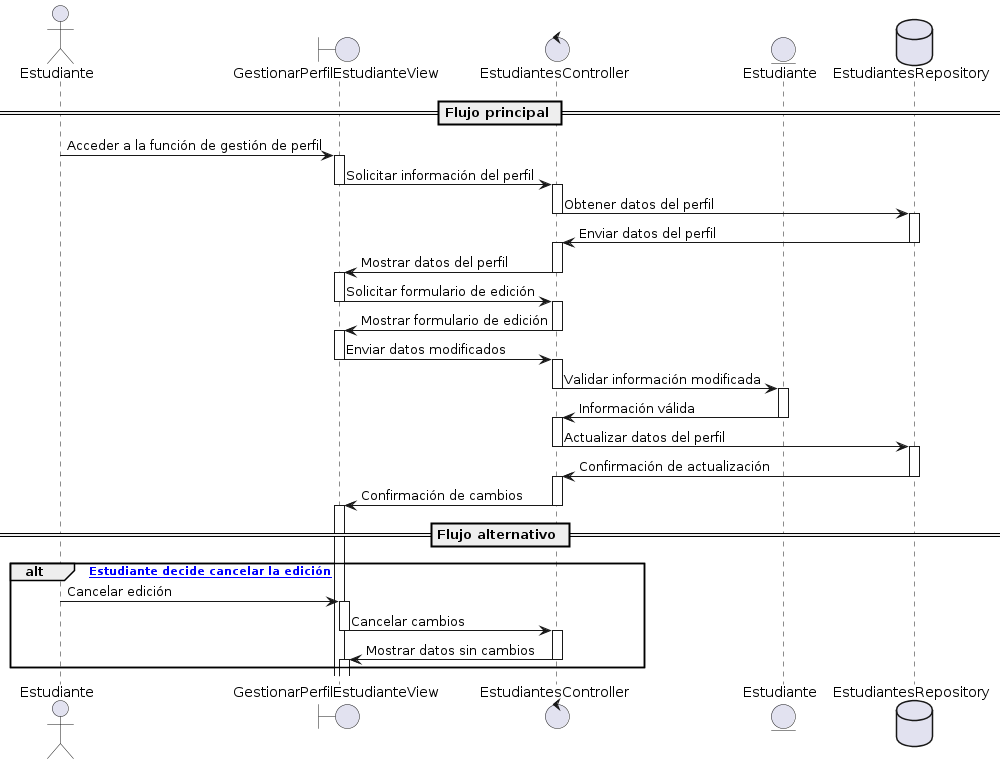 Estudiante
GestionarPerfilEstudianteView
EstudiantesController
Estudiante
EstudiantesRepository
Flujo principal
Acceder a la función de gestión de perfil
Solicitar información del perfil
Obtener datos del perfil
Enviar datos del perfil
Mostrar datos del perfil
Solicitar formulario de edición
Mostrar formulario de edición
Enviar datos modificados
Validar información modificada
Información válida
Actualizar datos del perfil
Confirmación de actualización
Confirmación de cambios
Flujo alternativo
alt
Estudiante decide cancelar la edición
Cancelar edición
Cancelar cambios
Mostrar datos sin cambios
Estudiante
GestionarPerfilEstudianteView
EstudiantesController
Estudiante
EstudiantesRepository